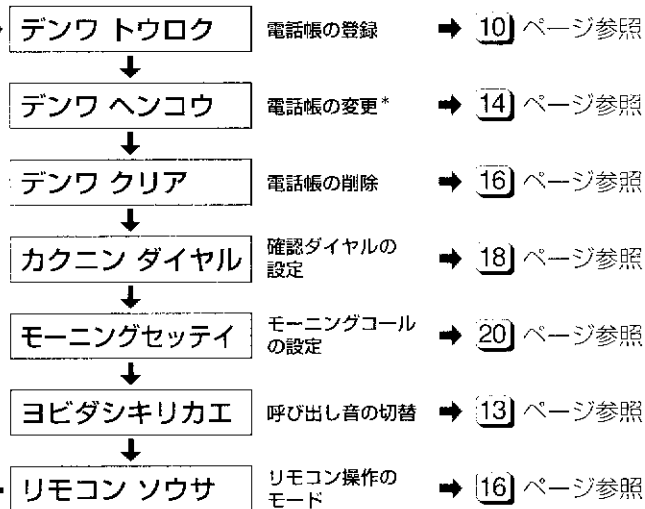 デンワ トウロク 電話帳の登録 ➡ 10 ページ参照
デンワ ヘンコウ 電話帳の変更* ➡ 14 ページ参照
デンワ クリア 電話帳の削除 ➡ 16 ページ参照
カクニン ダイヤル 確認ダイヤルの
設定 ➡ 18 ページ参照
モーニングセッテイ モーニングコール
の設定 ➡ 20 ページ参照
ヨビダシキリカエ 呼び出し音の切替 ➡ 13 ページ参照
リモコン ソウサ リモコン操作の
モード ➡ 16 ページ参照